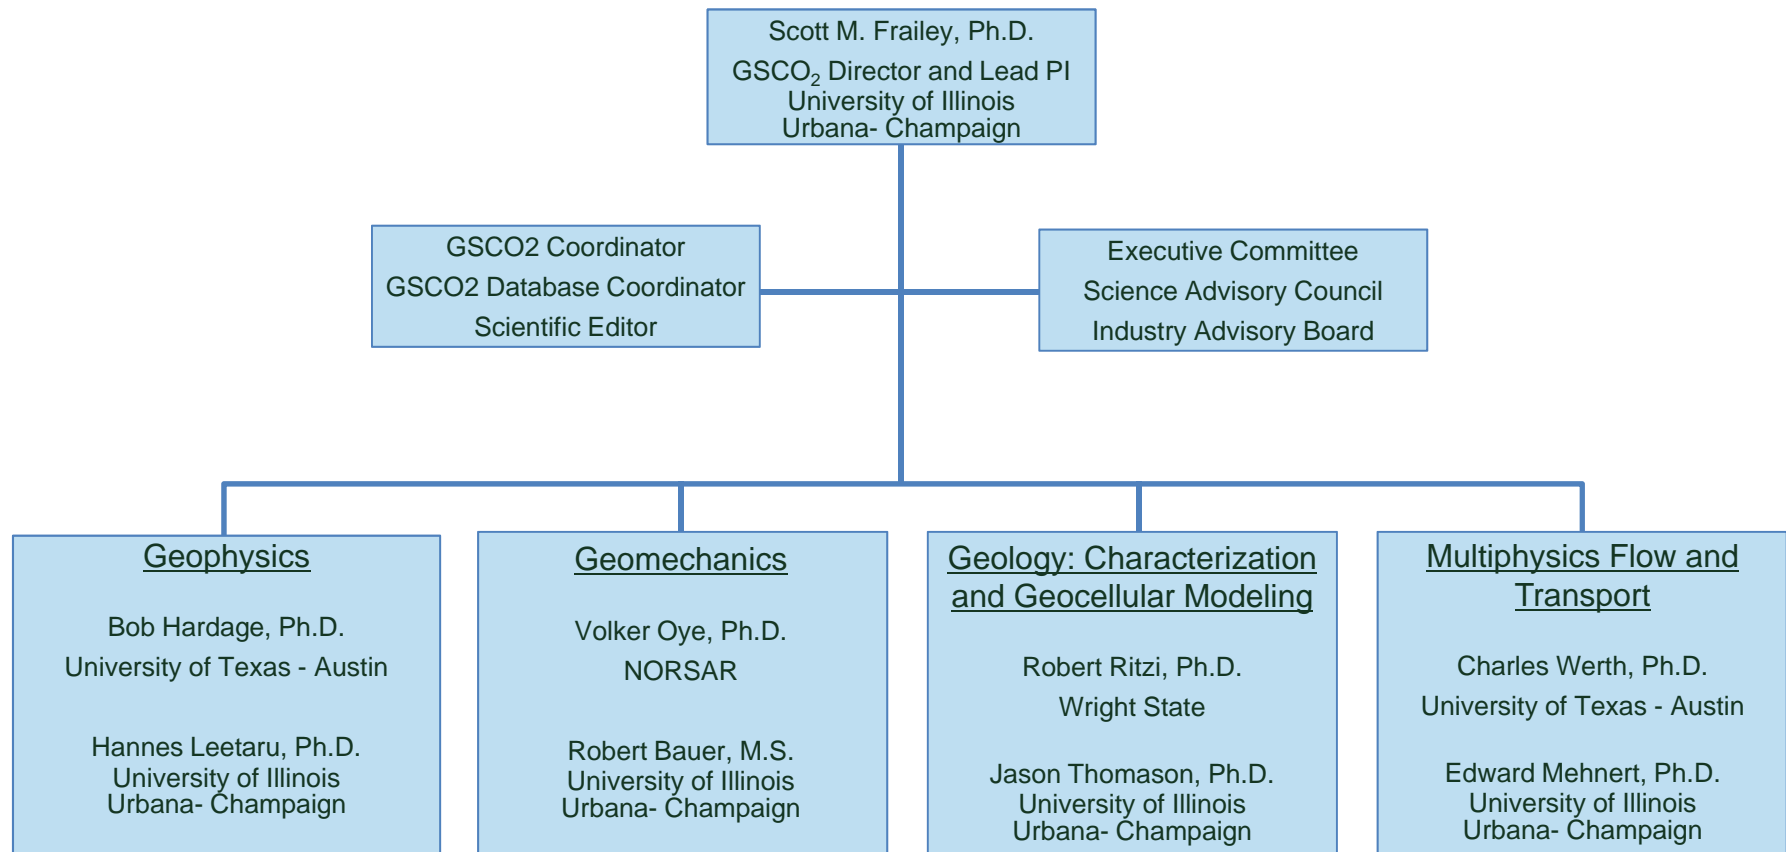 Scott M. Frailey, Ph.D.
GSCO₂ Director and Lead PI
University of Illinois
Urbana- Champaign
GSCO2 Coordinator
GSCO2 Database Coordinator
Scientific Editor
Executive Committee
Science Advisory Council
Industry Advisory Board
Geophysics
Bob Hardage, Ph.D.
University of Texas - Austin
Hannes Leetaru, Ph.D.
University of Illinois
Urbana- Champaign
Geomechanics
Volker Oye, Ph.D.
NORSAR
Robert Bauer, M.S.
University of Illinois
Urbana- Champaign
Geology: Characterization
and Geocellular Modeling
Robert Ritzi, Ph.D.
Wright State
Jason Thomason, Ph.D.
University of Illinois
Urbana- Champaign
Multiphysics Flow and
Transport
Charles Werth, Ph.D.
University of Texas - Austin
Edward Mehnert, Ph.D.
University of Illinois
Urbana- Champaign